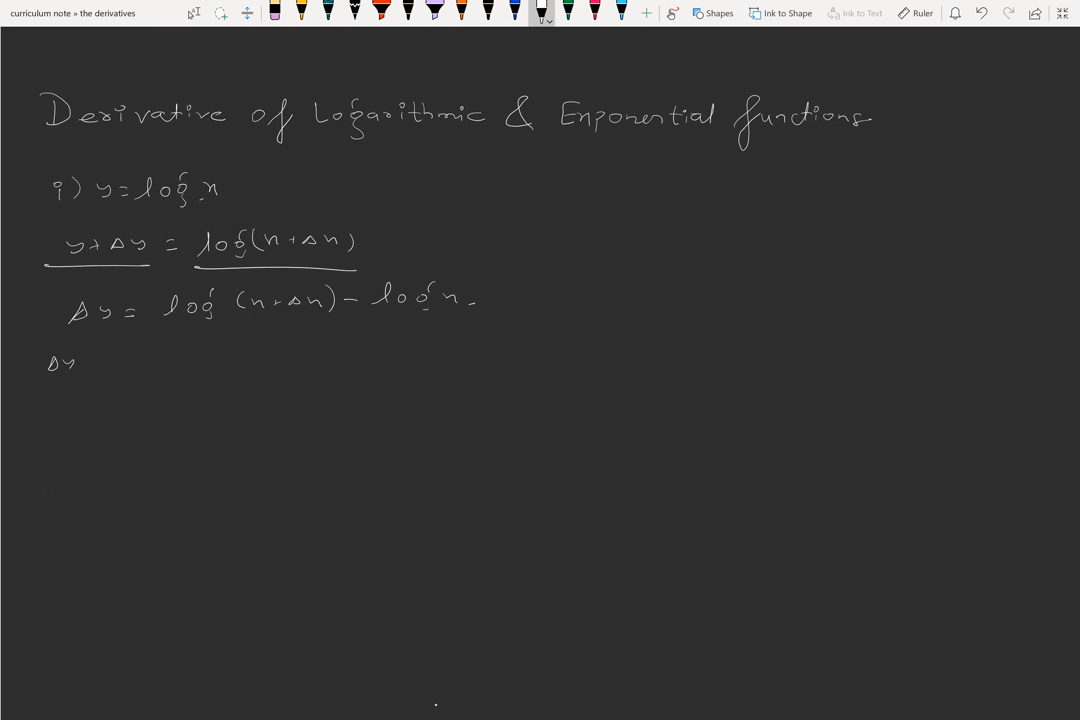 curriculum note » the derivatives
Shapes Ink to Shape Ink to Text Ruler
Derivative of Logarithmic & Exponential functions
i) y = log x
y + Δy = log(x + Δx)
Δy = log (x + Δx) - log x.
Δy